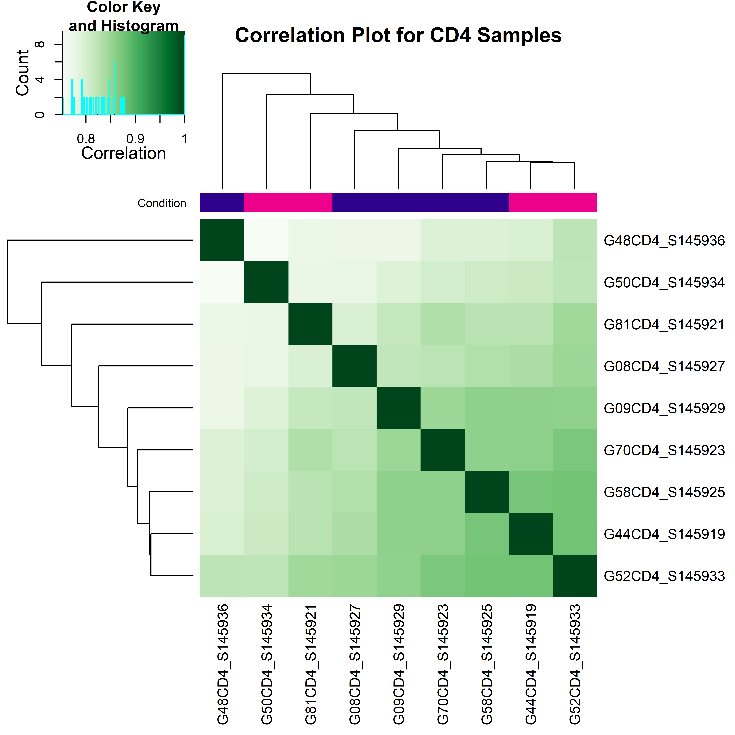 Color Key
and Histogram
Count
0 4 8
0.8 0.9 1
Correlation
Correlation Plot for CD4 Samples
Condition
G48CD4_S145936
G50CD4_S145934
G81CD4_S145921
G08CD4_S145927
G09CD4_S145929
G70CD4_S145923
G58CD4_S145925
G44CD4_S145919
G52CD4_S145933
G48CD4_S145936
G50CD4_S145934
G81CD4_S145921
G08CD4_S145927
G09CD4_S145929
G70CD4_S145923
G58CD4_S145925
G44CD4_S145919
G52CD4_S145933